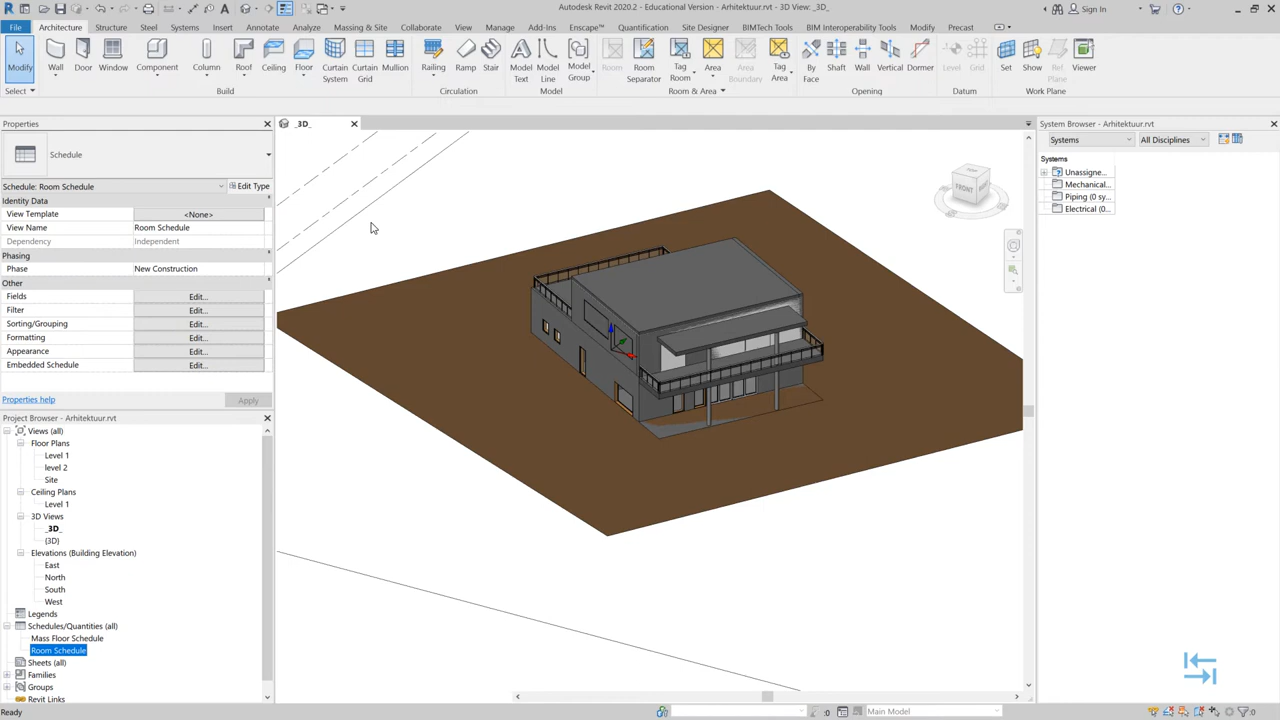 Autodesk Revit 2020.2 - Educational Version - Arhitektuur.rvt - 3D View: _3D_
Sign In
File Architecture Structure Steel Systems Insert Annotate Analyze Massing & Site Collaborate View Manage Add-Ins Enscape™ Quantification Site Designer BIMTech Tools BIM Interoperability Tools Modify Precast
Modify Wall Door Window Component Column Roof Ceiling Floor Curtain System Curtain Grid Mullion Railing Ramp Stair Model Text Model Line Model Group Room Room Separator Tag Room Area Area Boundary Tag Area By Face Shaft Wall Vertical Dormer Level Grid Set Show Ref Plane Viewer
Select Build Circulation Model Room & Area Opening Datum Work Plane
Properties
_3D_
System Browser - Arhitektuur.rvt
Schedule
Systems All Disciplines
Systems
Unassigne...
Mechanical...
Piping (0 sy...
Electrical (0...
FRONT
Schedule: Room Schedule Edit Type
Identity Data
View Template <None>
View Name Room Schedule
Dependency Independent
Phasing
Phase New Construction
Other
Fields Edit...
Filter Edit...
Sorting/Grouping Edit...
Formatting Edit...
Appearance Edit...
Embedded Schedule Edit...
Properties help Apply
Project Browser - Arhitektuur.rvt
Views (all)
Floor Plans
Level 1
level 2
Site
Ceiling Plans
Level 1
3D Views
_3D_
{3D}
Elevations (Building Elevation)
East
North
South
West
Legends
Schedules/Quantities (all)
Mass Floor Schedule
Room Schedule
Sheets (all)
Families
Groups
Revit Links
Ready :0 Main Model :0